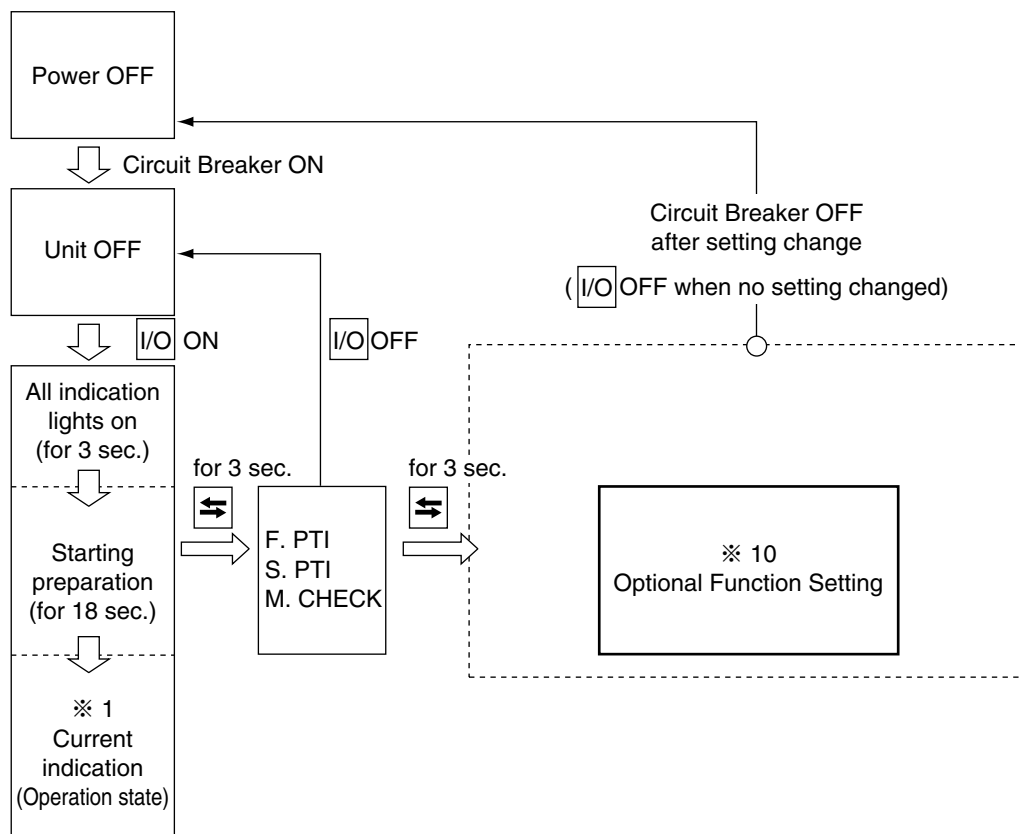 Power OFF
Circuit Breaker ON
Unit OFF
Circuit Breaker OFF
after setting change
( I/O OFF when no setting changed)
I/O ON
I/O OFF
All indication
lights on
(for 3 sec.)
for 3 sec.
for 3 sec.
Starting
preparation
(for 18 sec.)
F. PTI
S. PTI
M. CHECK
※ 10
Optional Function Setting
※ 1
Current
indication
(Operation state)